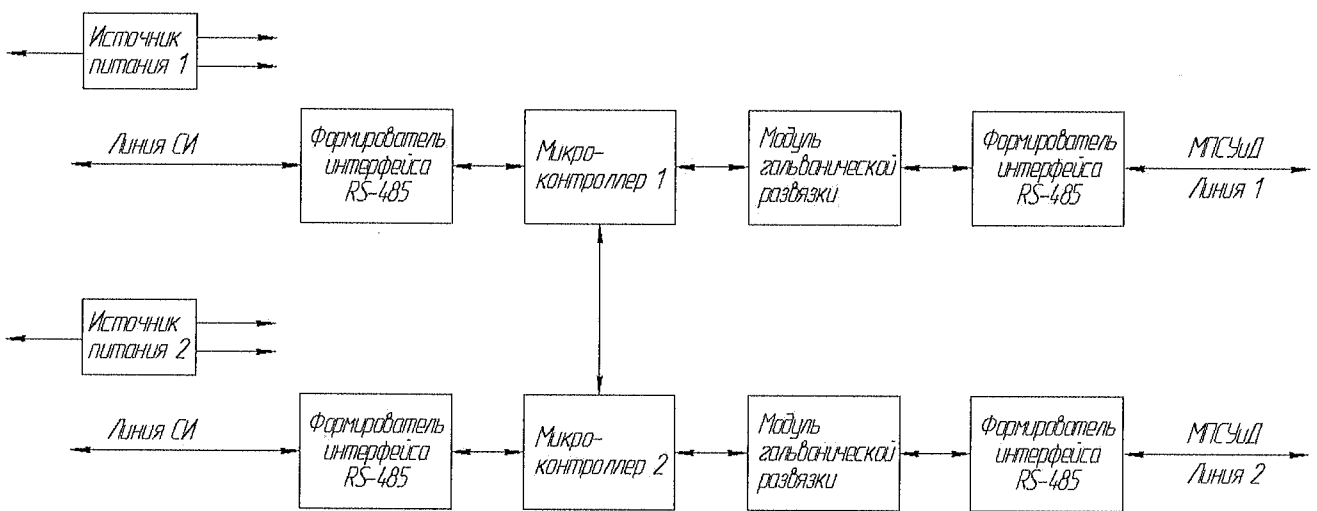 Источник
питания 1
Линия СИ
Формирователь
интерфейса
RS-485
Микро-
контроллер 1
Модуль
гальванической
развязки
Формирователь
интерфейса
RS-485
МПСУиД
Линия 1
Источник
питания 2
Линия СИ
Формирователь
интерфейса
RS-485
Микро-
контроллер 2
Модуль
гальванической
развязки
Формирователь
интерфейса
RS-485
МПСУиД
Линия 2